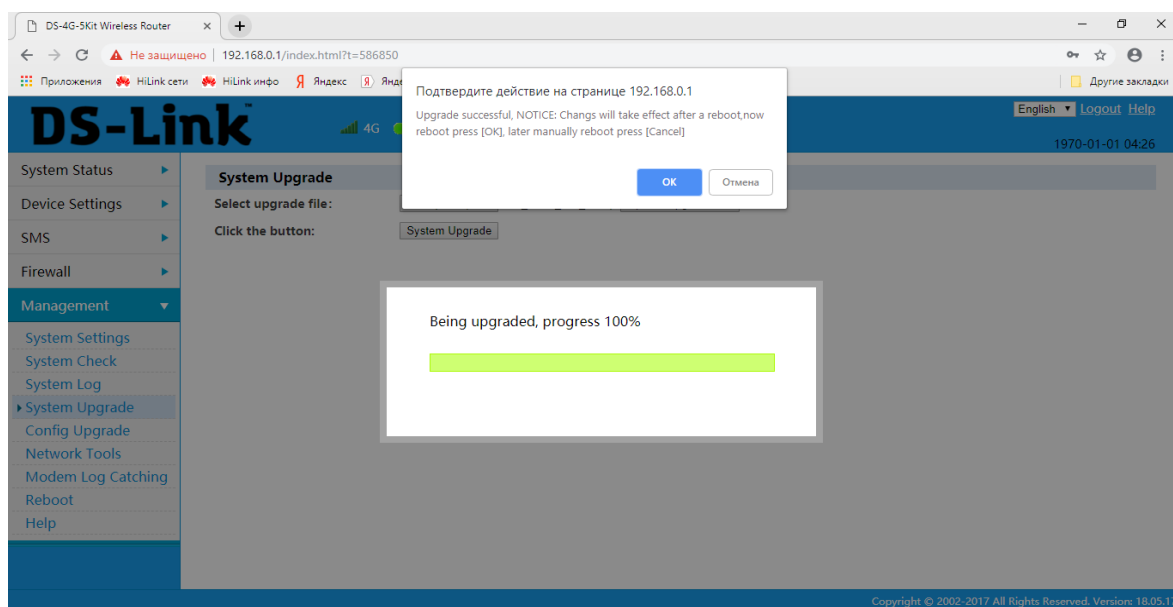 DS-4G-5Kit Wireless Router
Не защищено | 192.168.0.1/index.html?t=586850
Приложения HiLink сети HiLink инфо Яндекс Другие закладки
Подтвердите действие на странице 192.168.0.1
Upgrade successful, NOTICE: Changs will take effect after a reboot,now
reboot press [OK], later manually reboot press [Cancel]
ОК Отмена
DS-Link
4G
English Logout Help
1970-01-01 04:26
System Status
Device Settings
SMS
Firewall
Management
System Settings
System Check
System Log
System Upgrade
Config Upgrade
Network Tools
Modem Log Catching
Reboot
Help
System Upgrade
Select upgrade file:
Click the button: System Upgrade
Being upgraded, progress 100%
Copyright © 2002-2017 All Rights Reserved. Version: 18.05.1